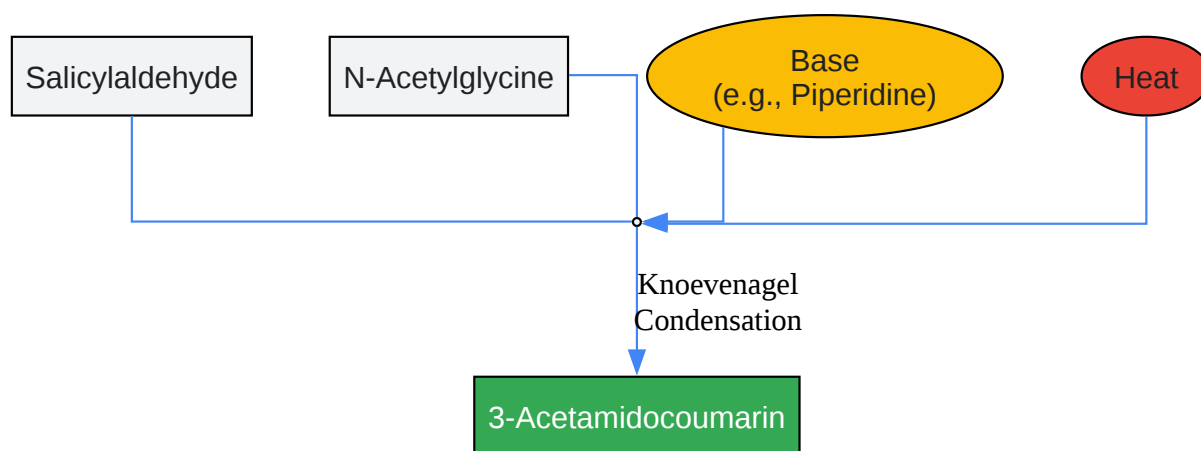 Salicylaldehyde
N-Acetylglycine
Base
(e.g., Piperidine)
Heat
Knoevenagel
Condensation
3-Acetamidocoumarin